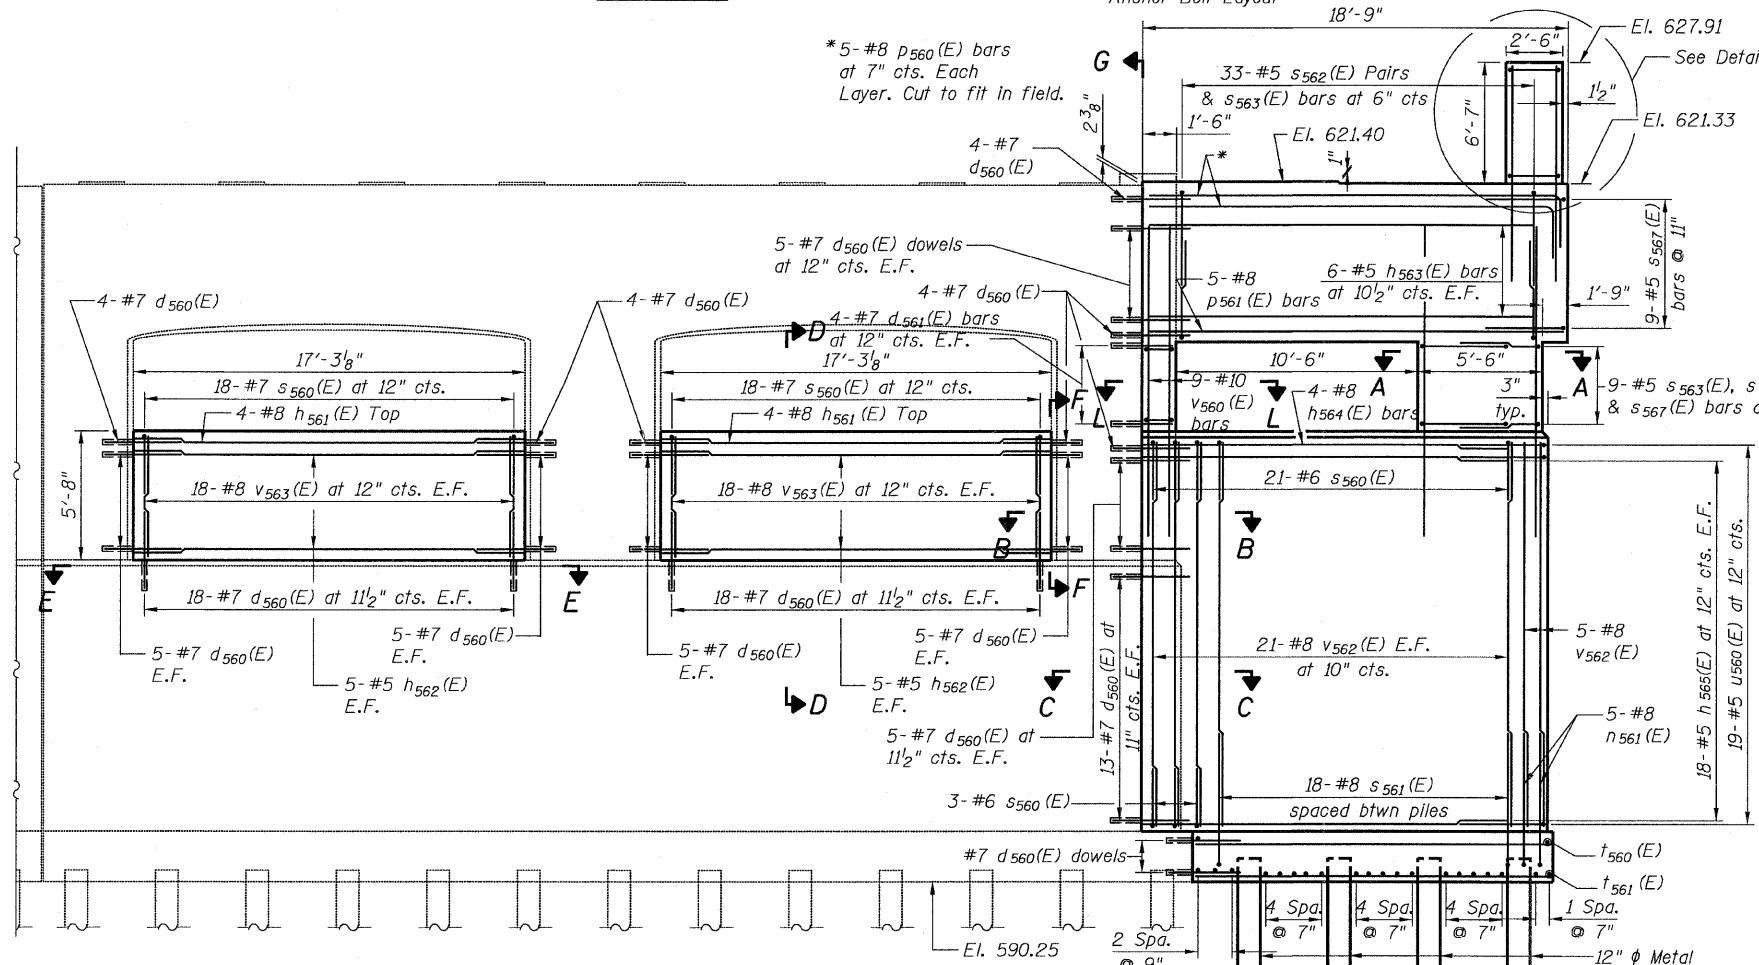 Anchor Bolt Layout
18'-9"
El. 627.91
2'-6"
See Detai
* 5-#8 p560(E) bars
at 7" cts. Each
Layer. Cut to fit in field.
G
33-#5 s562(E) Pairs
& s563(E) bars at 6" cts
1½"
2⅜"
1'-6"
6'-7"
El. 621.33
El. 621.40
1"
*
4-#7
d560(E)
9-#5 s567(E)
bars @ 11"
5-#7 d560(E) dowels
at 12" cts. E.F.
5-#8
p561(E) bars
6-#5 h563(E) bars
at 10½" cts. E.F.
1'-9"
4-#7 d560(E)
4-#7 d560(E)
4-#7 d560(E)
D
4-#7 d561(E) bars
at 12" cts. E.F.
17'-3⅛"
17'-3⅛"
10'-6"
A
5'-6"
A
18-#7 s560(E) at 12" cts.
18-#7 s560(E) at 12" cts.
F
L
9-#10
v560(E)
bars
L
4-#8
h564(E) bars
3"
typ.
9-#5 s563(E), s
& s567(E) bars
4-#8 h561(E) Top
4-#8 h561(E) Top
5'-8"
21-#6 s560(E)
18-#8 v563(E) at 12" cts. E.F.
18-#8 v563(E) at 12" cts. E.F.
B
B
E
E
F
18-#7 d560(E) at 11½" cts. E.F.
18-#7 d560(E) at 11½" cts. E.F.
5-#7 d560(E)
E.F.
5-#7 d560(E)
E.F.
5-#7 d560(E)
E.F.
5-#7 d560(E)
E.F.
21-#8 v562(E) E.F.
at 10" cts.
5-#8
v562(E)
5-#5 h562(E)
E.F.
5-#5 h562(E)
E.F.
D
C
C
13-#7 d560(E) at
11" cts. E.F.
5-#8
n561(E)
18-#5 h565(E) at 12" cts. E.F.
19-#5 u560(E) at 12" cts.
5-#7 d560(E) at
11½" cts. E.F.
3-#6 s560(E)
18-#8 s561(E)
spaced btwn piles
#7 d560(E) dowels
t560(E)
t561(E)
4 Spa.
@ 7"
4 Spa.
@ 7"
4 Spa.
@ 7"
1 Spa.
@ 7"
El. 590.25
2 Spa.
@ 9"
12" φ Metal